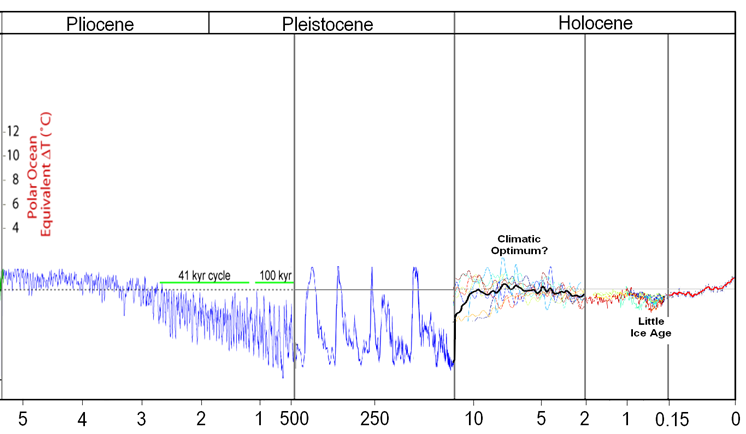 Pliocene Pleistocene Holocene
12
10
8
6
4
Polar Ocean
Equivalent ΔT (˚C)
41 kyr cycle 100 kyr
Climatic
Optimum?
Little
Ice Age
5 4 3 2 1 500 250 10 5 2 1 0.15 0